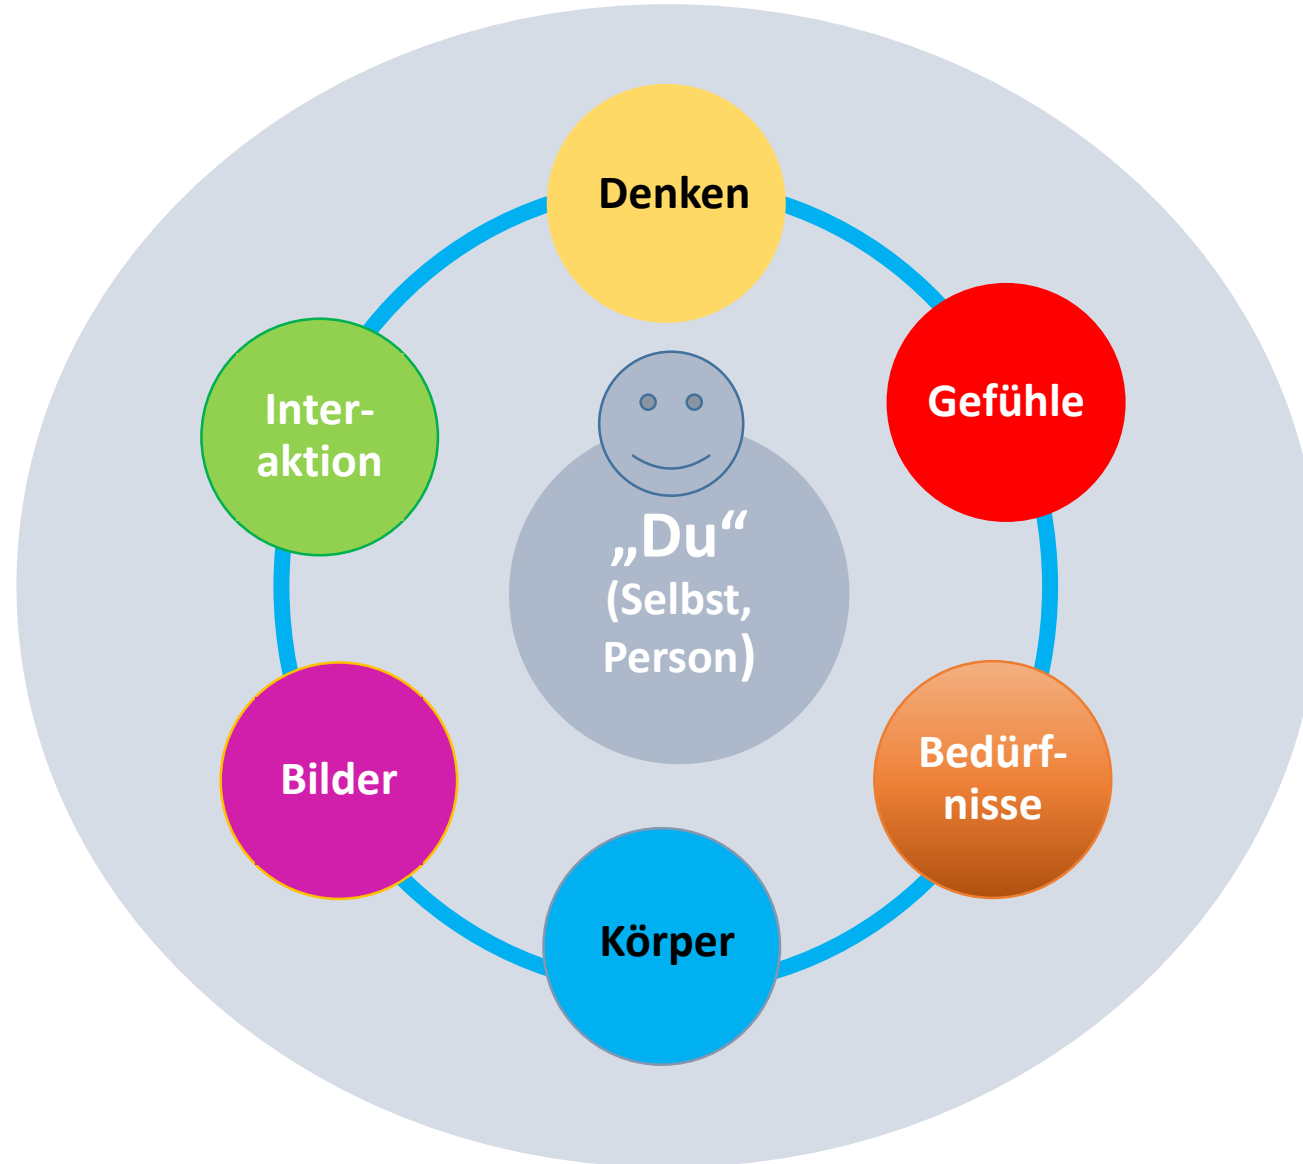 Denken
Gefühle
Inter-
aktion
„Du“
(Selbst,
Person)
Bedürf-
nisse
Bilder
Körper